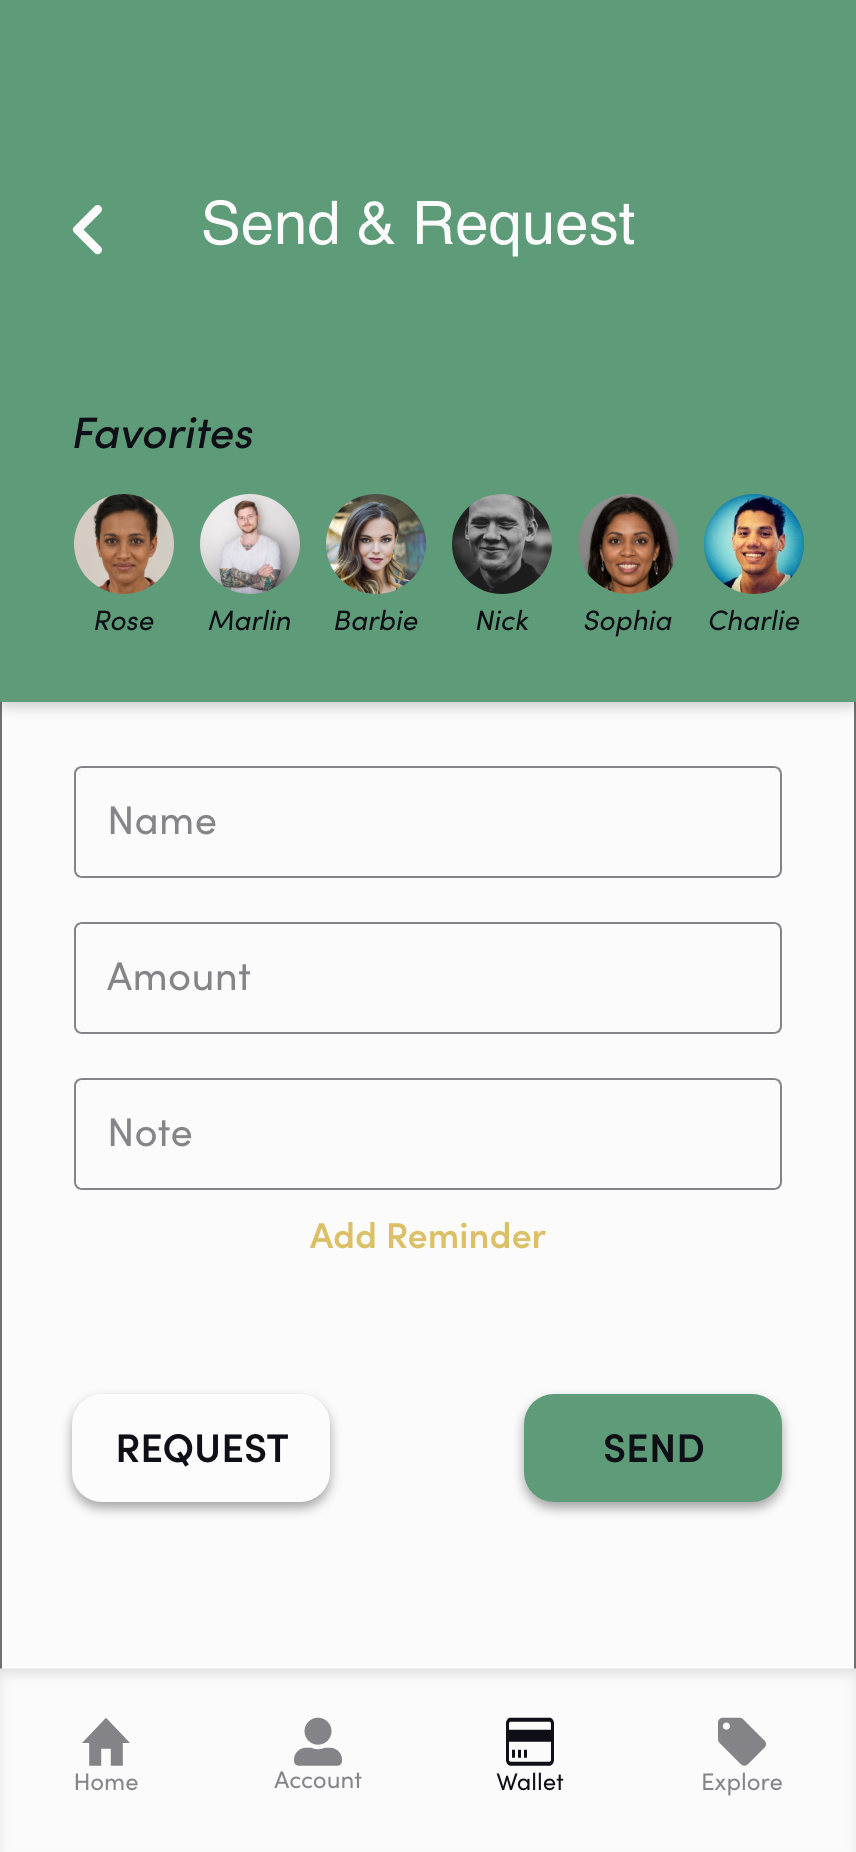 Send & Request
Favorites
Rose Marlin Barbie Nick Sophia Charlie
Name
Amount
Note
Add Reminder
REQUEST SEND
Home Account Wallet Explore